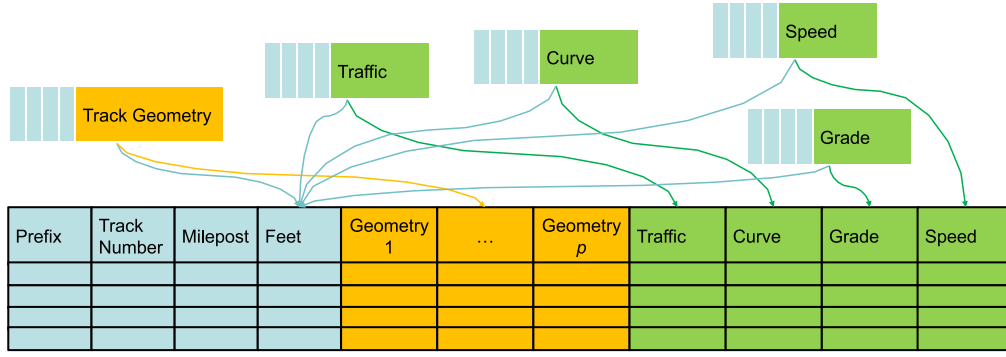 Speed
Traffic
Curve
Track Geometry
Grade
Prefix
Track
Number
Milepost
Feet
Geometry
1
...
Geometry
p
Traffic
Curve
Grade
Speed